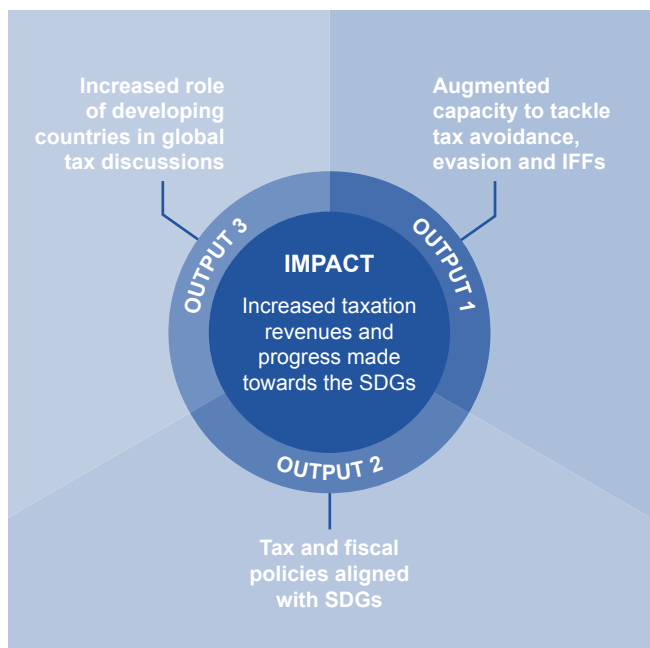 Increased role
of developing
countries in global
tax discussions
Augmented
capacity to tackle
tax avoidance,
evasion and IFFs
OUTPUT 3
OUTPUT 1
IMPACT
Increased taxation
revenues and
progress made
towards the SDGs
OUTPUT 2
Tax and fiscal
policies aligned
with SDGs